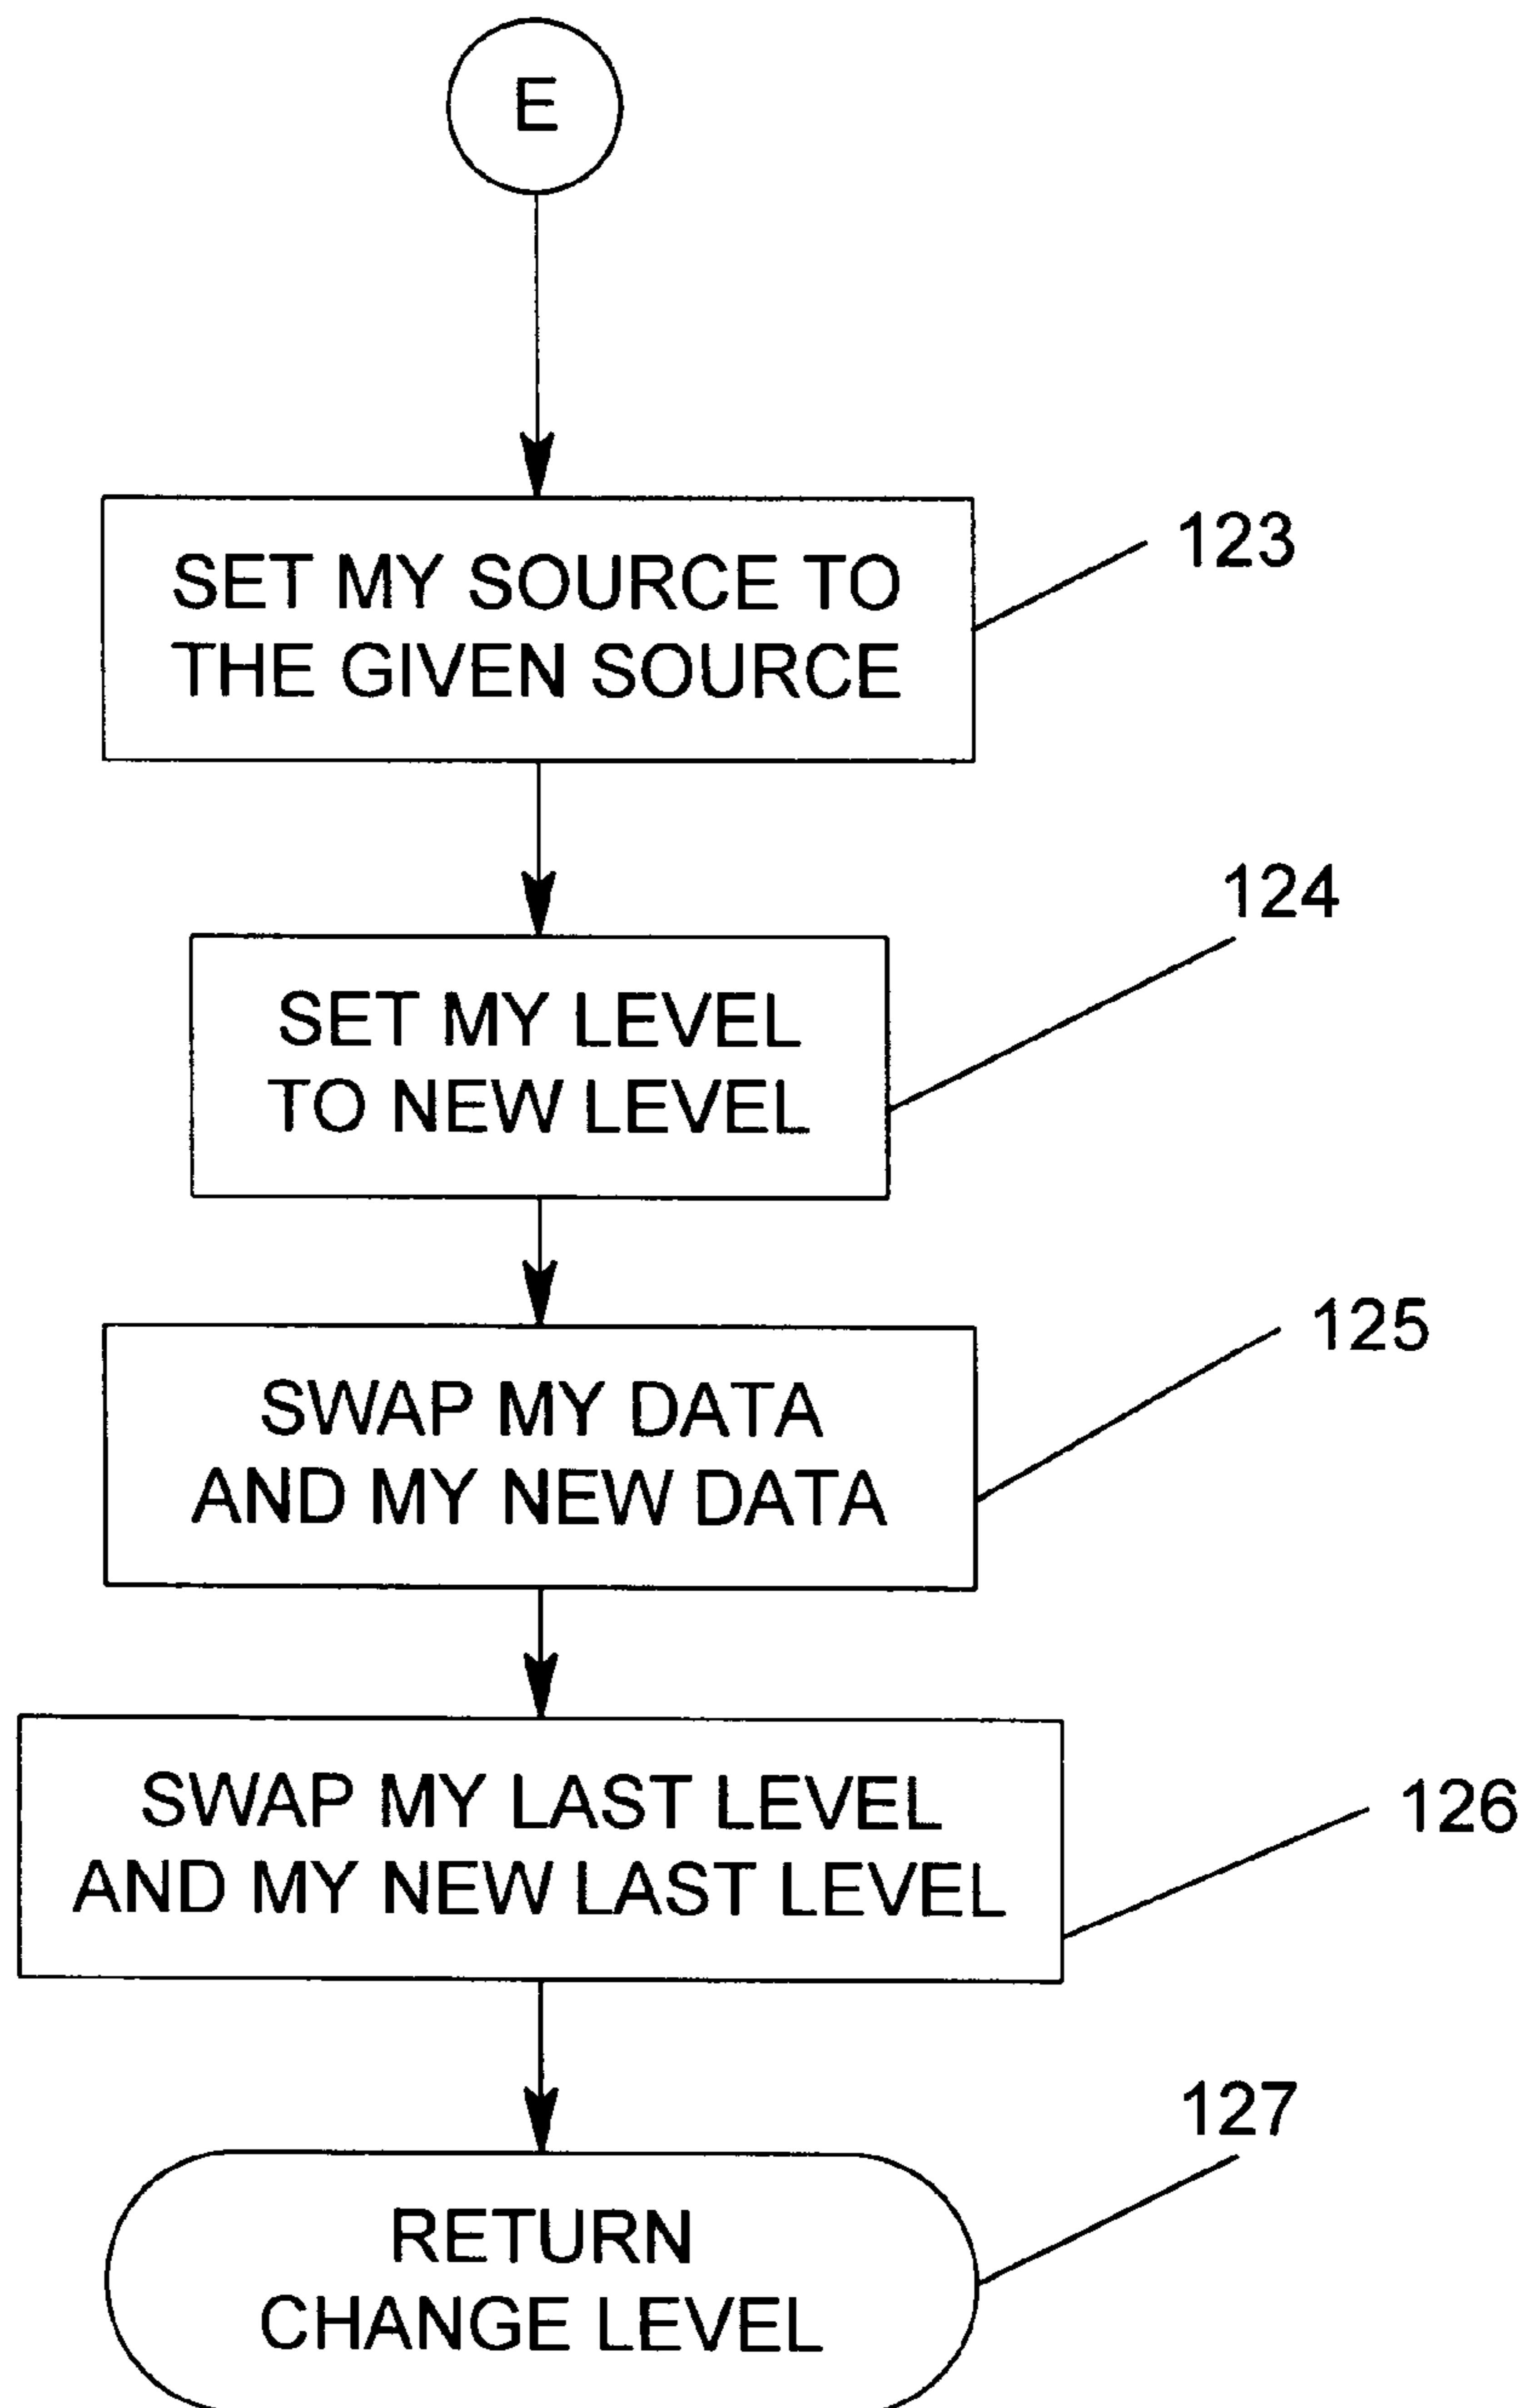 E
SET MY SOURCE TO
THE GIVEN SOURCE
123
SET MY LEVEL
TO NEW LEVEL
124
SWAP MY DATA
AND MY NEW DATA
125
SWAP MY LAST LEVEL
AND MY NEW LAST LEVEL
126
RETURN
CHANGE LEVEL
127